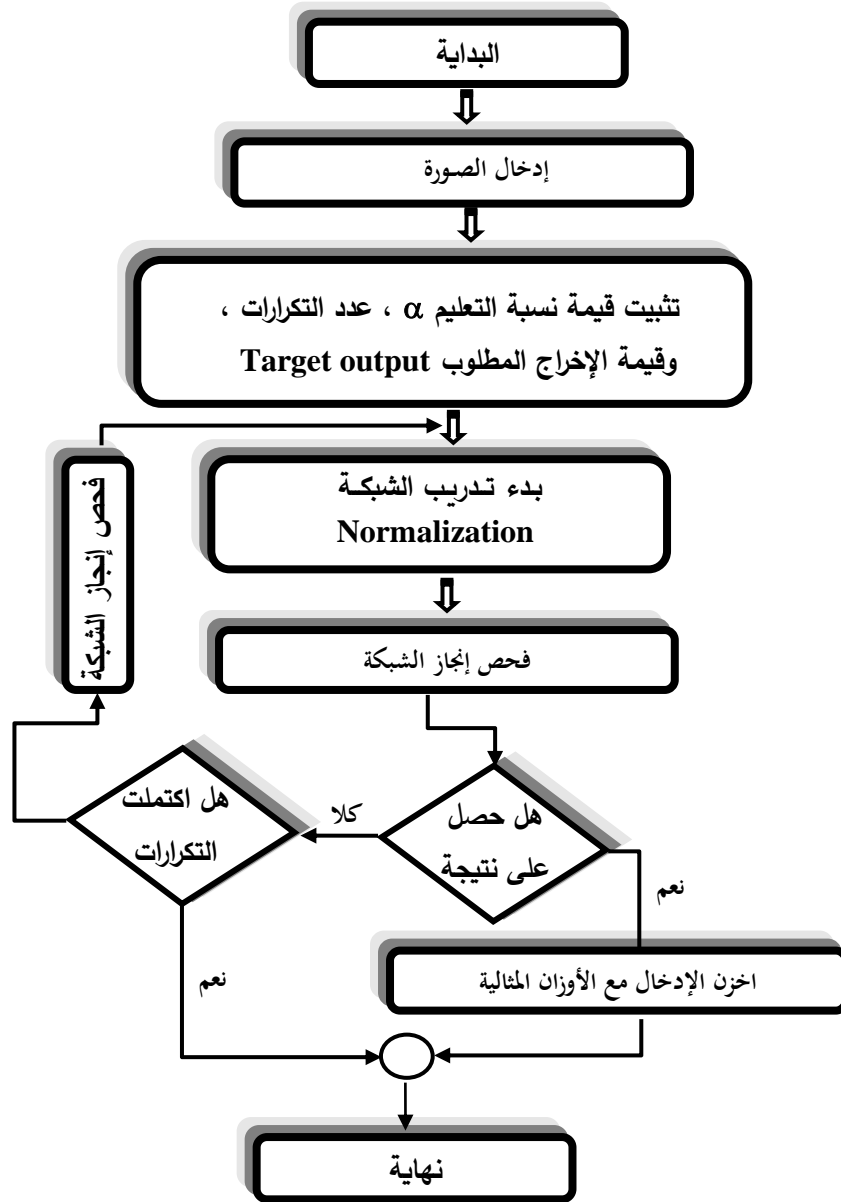 البداية
إدخال الصورة
تثبيت قيمة نسبة التعليم α ، عدد التكرارات ،
وقيمة الإخراج المطلوب Target output
بدء تدريب الشبكة
Normalization
فحص إنجاز الشبكة
فحص إنجاز الشبكة
هل حصل
على نتيجة
كلا
هل اكتملت
التكرارات
نعم
نعم
اخزن الإدخال مع الأوزان المثالية
نهاية